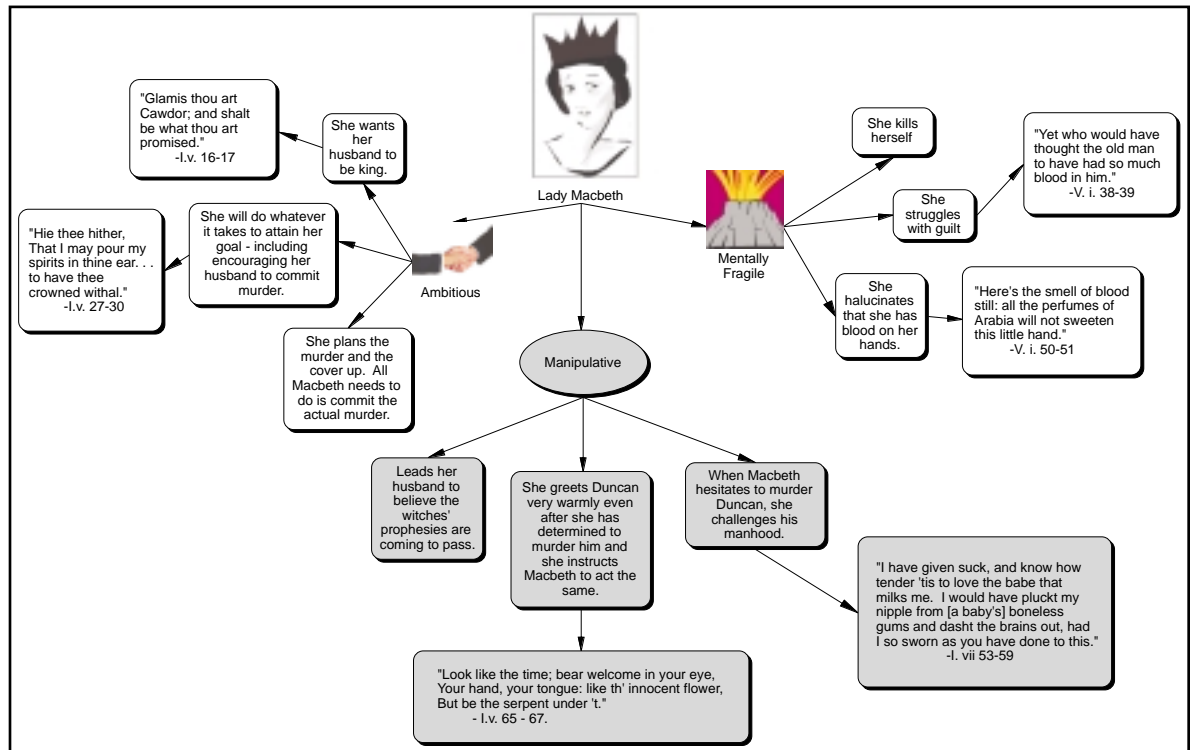 Lady Macbeth
"Glamis thou art
Cawdor; and shalt
be what thou art
promised."
-I.v. 16-17
She wants
her
husband to
be king.
"Hie thee hither,
That I may pour my
spirits in thine ear. . .
to have thee
crowned withal."
-I.v. 27-30
She will do whatever
it takes to attain her
goal - including
encouraging her
husband to commit
murder.
Ambitious
She plans the
murder and the
cover up. All
Macbeth needs to
do is commit the
actual murder.
Mentally
Fragile
She kills
herself
She
struggles
with guilt
"Yet who would have
thought the old man
to have had so much
blood in him."
-V. i. 38-39
She
halucinates
that she has
blood on her
hands.
"Here's the smell of blood
still: all the perfumes of
Arabia will not sweeten
this little hand."
-V. i. 50-51
Manipulative
Leads her
husband to
believe the
witches'
prophesies are
coming to pass.
She greets Duncan
very warmly even
after she has
determined to
murder him and
she instructs
Macbeth to act the
same.
When Macbeth
hesitates to murder
Duncan, she
challenges his
manhood.
"I have given suck, and know how
tender 'tis to love the babe that
milks me. I would have pluckt my
nipple from [a baby's] boneless
gums and dasht the brains out, had
I so sworn as you have done to this."
-I. vii 53-59
"Look like the time; bear welcome in your eye,
Your hand, your tongue: like th' innocent flower,
But be the serpent under 't."
- I.v. 65 - 67.